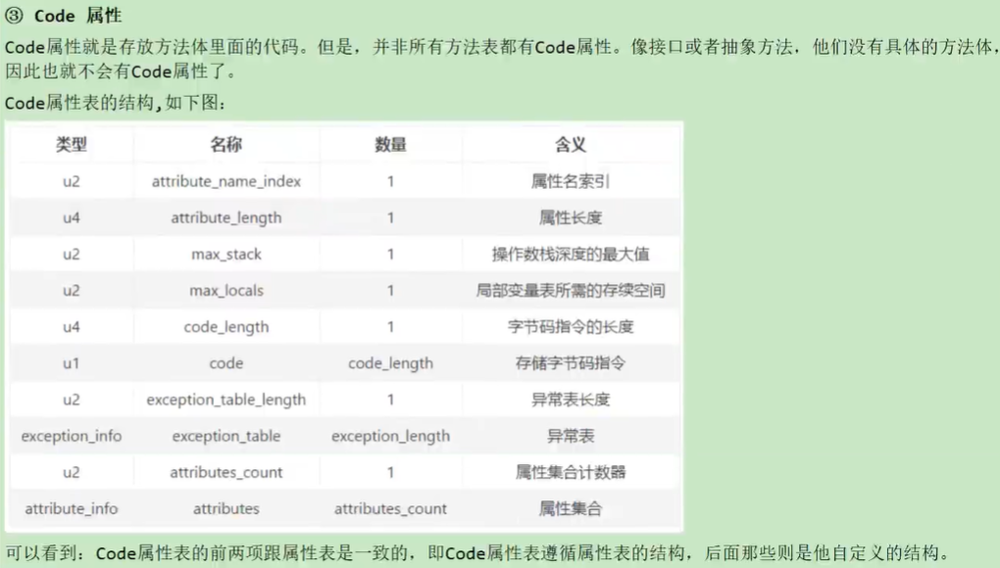 ③ Code 属性
Code属性就是存放方法体里面的代码。但是，并非所有方法表都有Code属性。像接口或者抽象方法，他们没有具体的方法体，
因此也就不会有Code属性了。
Code属性表的结构,如下图：
类型 名称 数量 含义
u2 attribute_name_index 1 属性名索引
u4 attribute_length 1 属性长度
u2 max_stack 1 操作数栈深度的最大值
u2 max_locals 1 局部变量表所需的存续空间
u4 code_length 1 字节码指令的长度
u1 code code_length 存储字节码指令
u2 exception_table_length 1 异常表长度
exception_info exception_table exception_length 异常表
u2 attributes_count 1 属性集合计数器
attribute_info attributes attributes_count 属性集合
可以看到：Code属性表的前两项跟属性表是一致的，即Code属性表遵循属性表的结构，后面那些则是他自定义的结构。